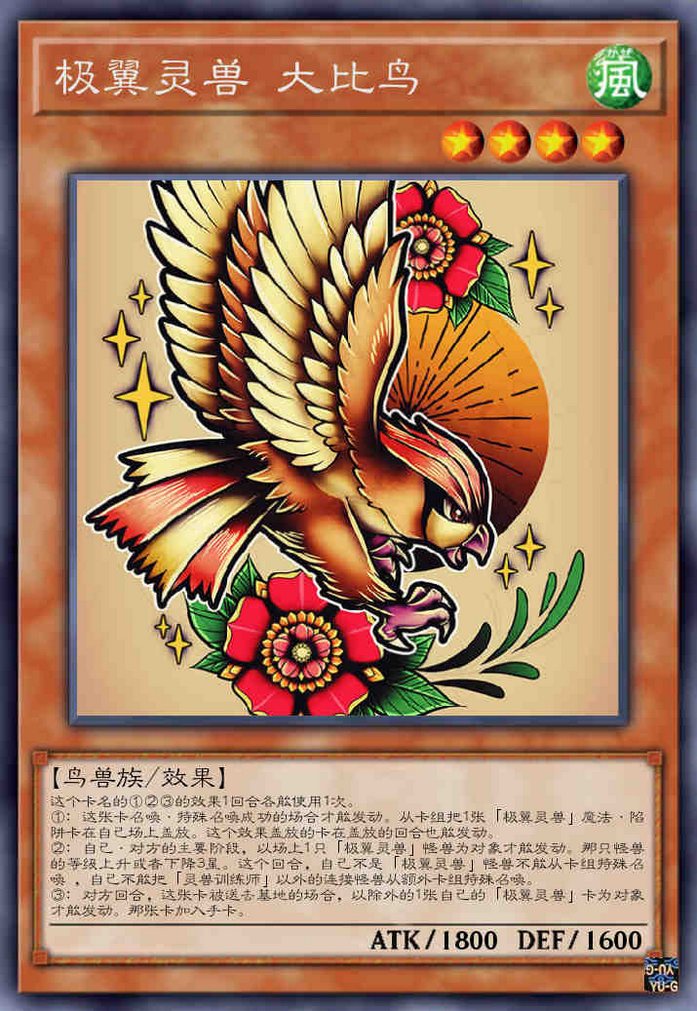 极翼灵兽 大比鸟
かぜ
風
【鸟兽族/效果】
这个卡名的①②③的效果1回合各能使用1次。
①：这张卡召唤·特殊召唤成功的场合才能发动。从卡组把1张「极翼灵兽」魔法·陷
阱卡在自己场上盖放。这个效果盖放的卡在盖放的回合也能发动。
②：自己·对方的主要阶段，以场上1只「极翼灵兽」怪兽为对象才能发动。那只怪兽
的等级上升或者下降3星。这个回合，自己不是「极翼灵兽」怪兽不能从卡组特殊召
唤 ，自己不能把「灵兽训练师」以外的连接怪兽从额外卡组特殊召唤。
③：对方回合，这张卡被送去墓地的场合，以除外的1张自己的「极翼灵兽」卡为对象
才能发动。那张卡加入手卡。
ATK/1800 DEF/1600